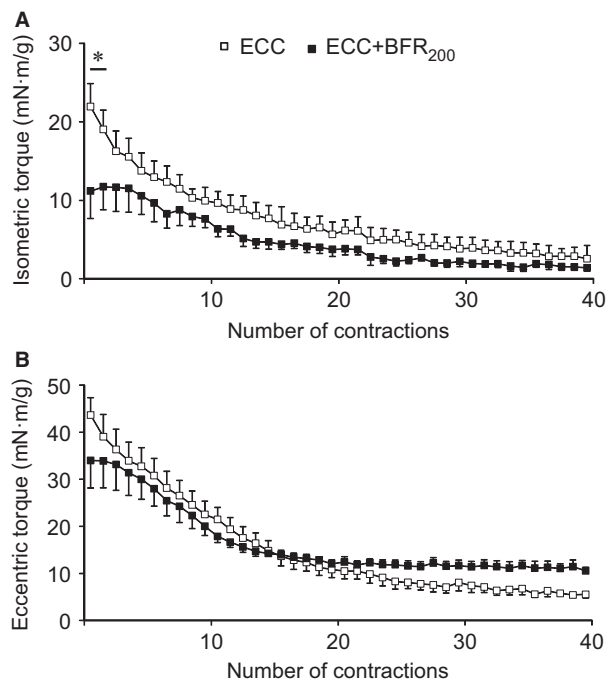 A
30
20
10
0
Isometric torque (mN·m/g)
*
□ ECC ■ ECC+BFR200
10 20 30 40
Number of contractions
B
50
40
30
20
10
0
Eccentric torque (mN·m/g)
10 20 30 40
Number of contractions